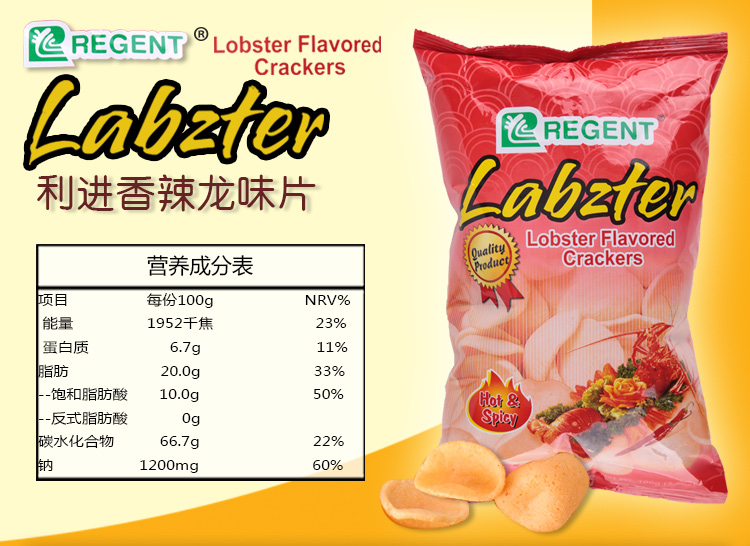 REGENT ®
Lobster Flavored
Crackers
Labzter
利进香辣龙味片
营养成分表
项目 每份100g NRV%
能量 1952千焦 23%
蛋白质 6.7g 11%
脂肪 20.0g 33%
--饱和脂肪酸 10.0g 50%
--反式脂肪酸 0g
碳水化合物 66.7g 22%
钠 1200mg 60%
REGENT
Labzter
Lobster Flavored
Crackers
Quality
Product
Hot &
Spicy